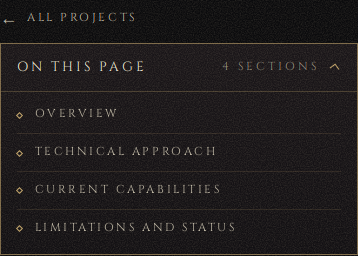 ← ALL PROJECTS
ON THIS PAGE 4 SECTIONS
OVERVIEW
TECHNICAL APPROACH
CURRENT CAPABILITIES
LIMITATIONS AND STATUS